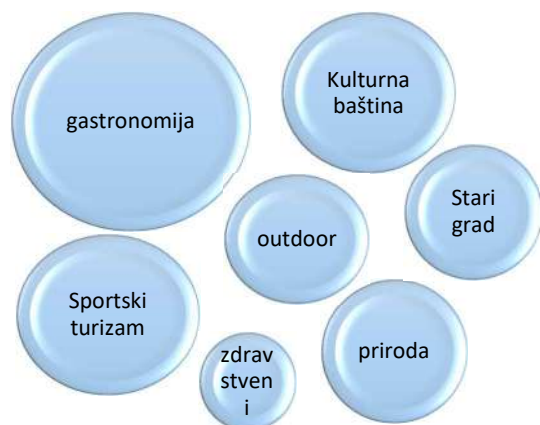 gastronomija
Kulturna
baština
Stari
grad
outdoor
Sportski
turizam
zdrav
stven
i
priroda